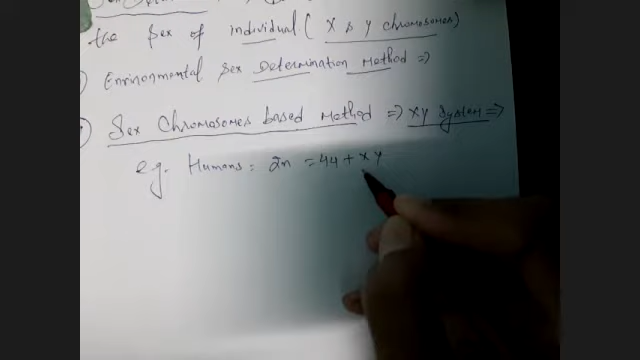 the Sex of individual (X & Y chromosomes)
Environmental Sex Determination Method ⇒
Sex Chromosomes based Method ⇒ XY System ⇒
e.g. Humans = 2n = 44 + XY